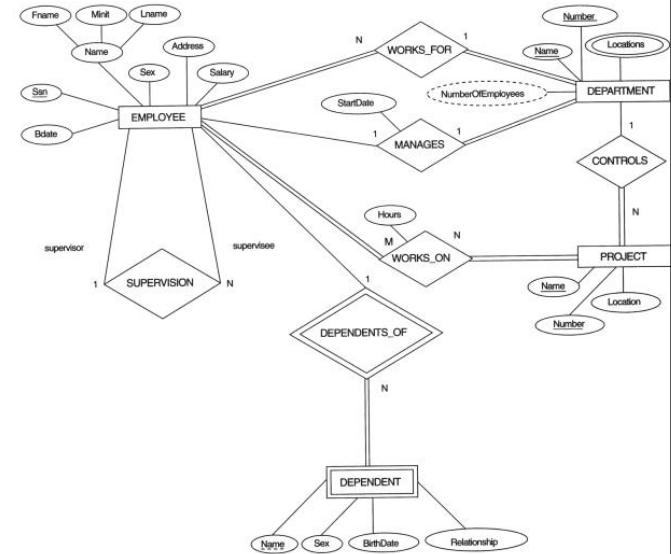 Fname
Minit
Lname
Number
Name
Address
N
1
WORKS_FOR
Name
Locations
Sex
Salary
Ssn
NumberOfEmployees
DEPARTMENT
StartDate
EMPLOYEE
1
Bdate
1
1
MANAGES
CONTROLS
Hours
N
N
supervisor
supervisee
M
WORKS_ON
PROJECT
1
SUPERVISION
N
1
Name
Location
Number
DEPENDENTS_OF
N
DEPENDENT
Name
Sex
BirthDate
Relationship